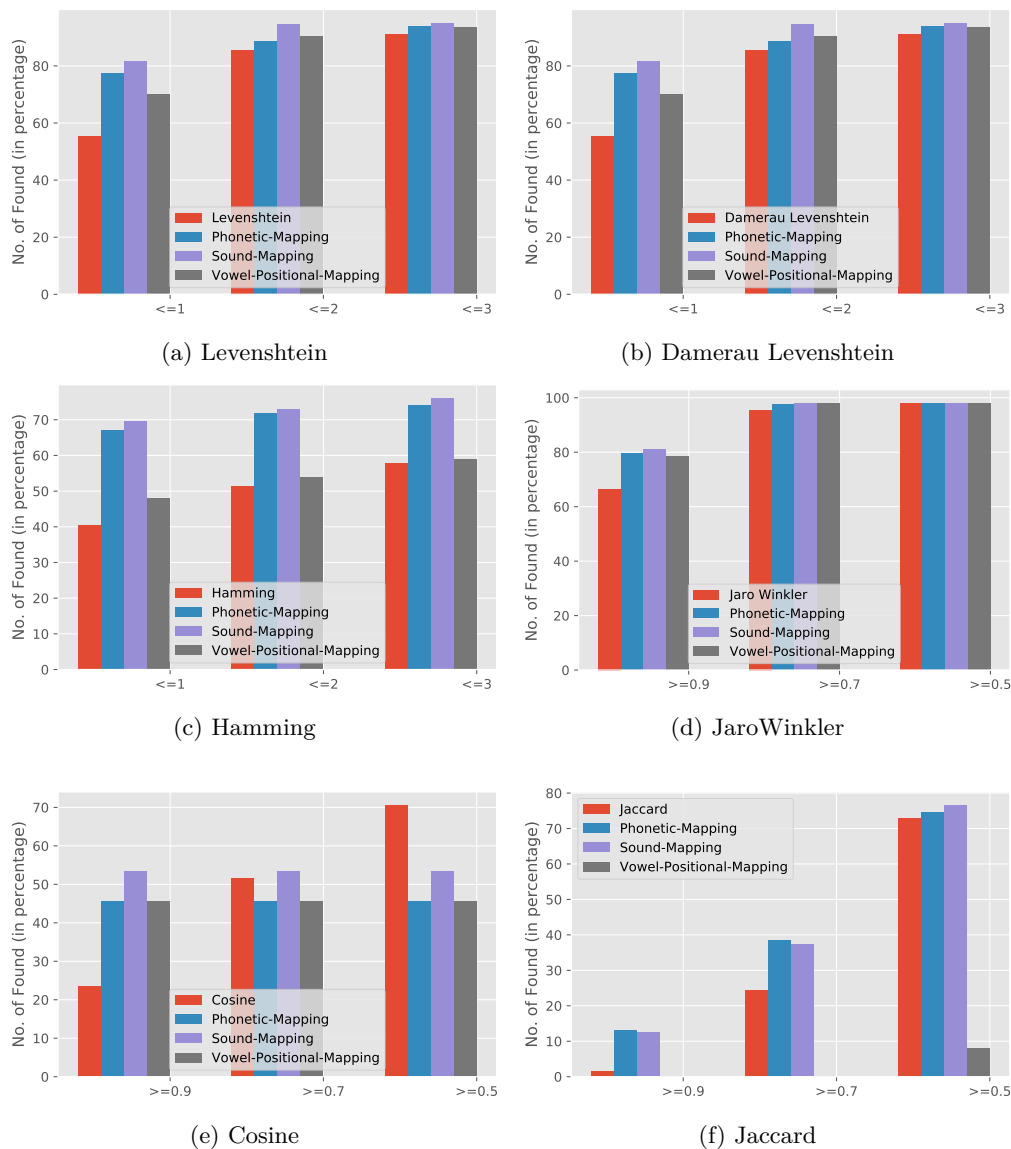 No. of Found (in percentage)
80
60
40
20
0
Levenshtein
Phonetic-Mapping
Sound-Mapping
Vowel-Positional-Mapping
<=1
<=2
<=3
(a) Levenshtein
No. of Found (in percentage)
80
60
40
20
0
Damerau Levenshtein
Phonetic-Mapping
Sound-Mapping
Vowel-Positional-Mapping
<=1
<=2
<=3
(b) Damerau Levenshtein
No. of Found (in percentage)
70
60
50
40
30
20
10
0
Hamming
Phonetic-Mapping
Sound-Mapping
Vowel-Positional-Mapping
<=1
<=2
<=3
(c) Hamming
No. of Found (in percentage)
100
80
60
40
20
0
Jaro Winkler
Phonetic-Mapping
Sound-Mapping
Vowel-Positional-Mapping
>=0.9
>=0.7
>=0.5
(d) JaroWinkler
No. of Found (in percentage)
70
60
50
40
30
20
10
0
Cosine
Phonetic-Mapping
Sound-Mapping
Vowel-Positional-Mapping
>=0.9
>=0.7
>=0.5
(e) Cosine
No. of Found (in percentage)
80
70
60
50
40
30
20
10
0
Jaccard
Phonetic-Mapping
Sound-Mapping
Vowel-Positional-Mapping
>=0.9
>=0.7
>=0.5
(f) Jaccard